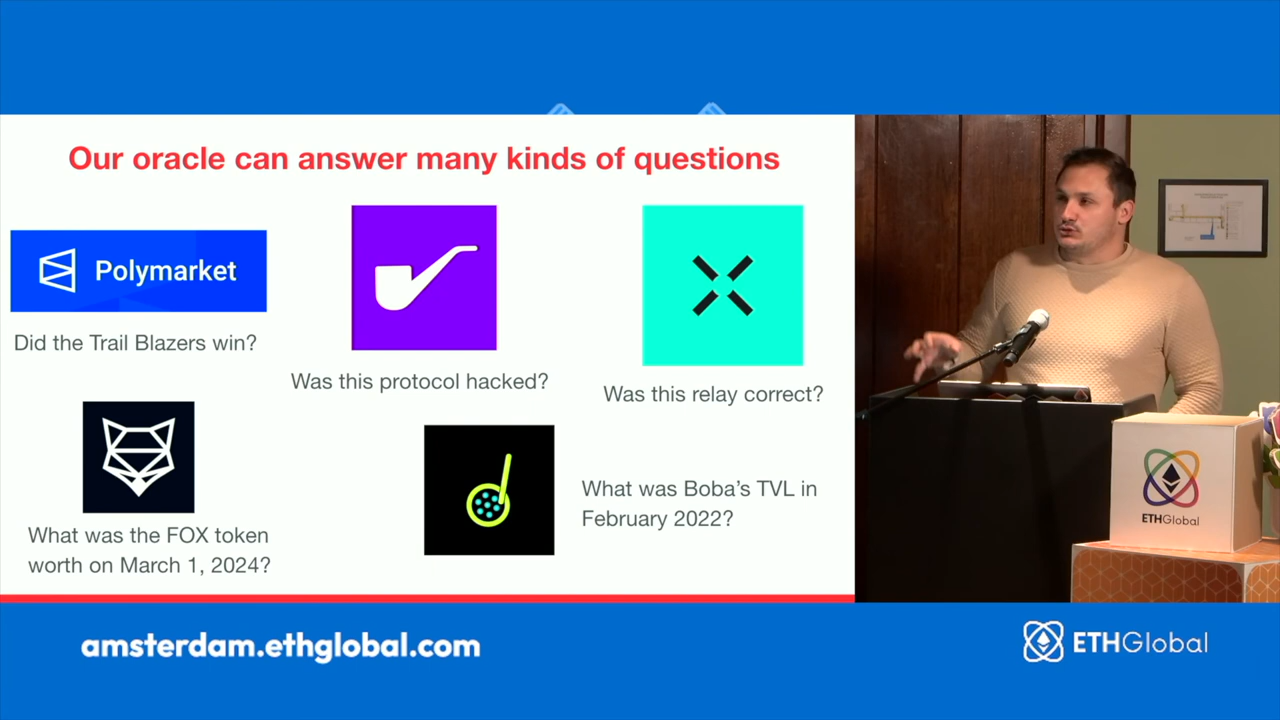 Our oracle can answer many kinds of questions
Polymarket
Did the Trail Blazers win?
Was this protocol hacked?
Was this relay correct?
What was the FOX token
worth on March 1, 2024?
What was Boba’s TVL in
February 2022?
ETHGlobal
amsterdam.ethglobal.com
ETHGlobal